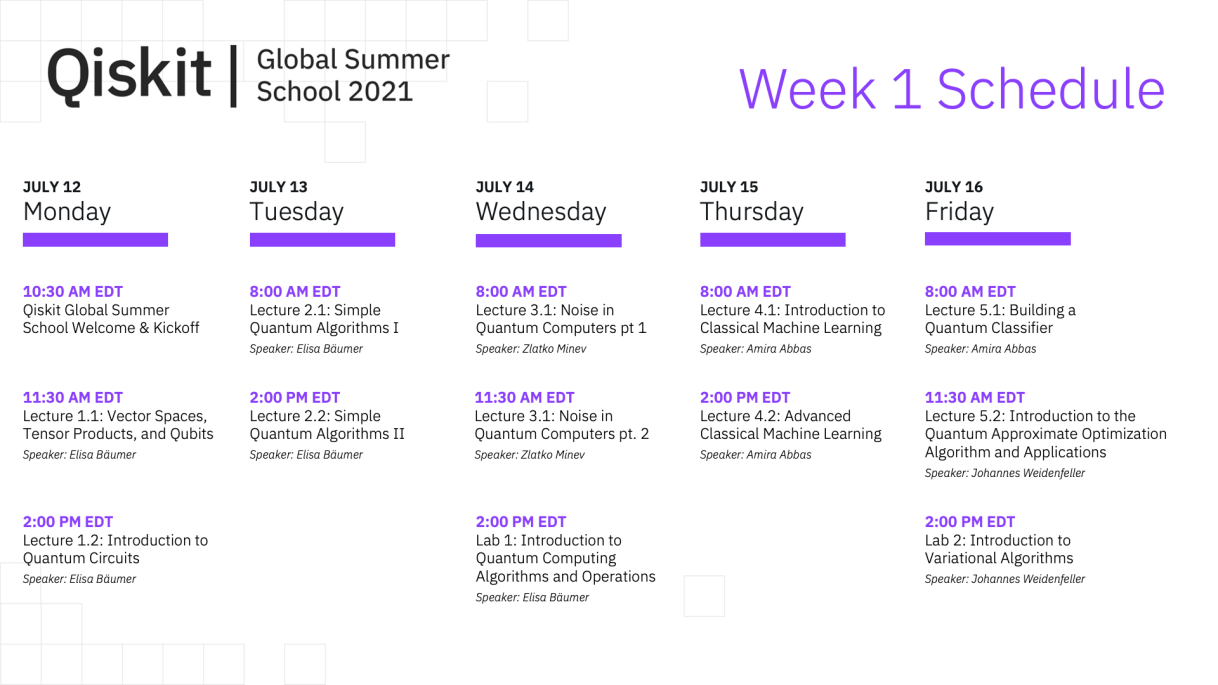 Qiskit | Global Summer
School 2021
Week 1 Schedule
JULY 12
Monday
10:30 AM EDT
Qiskit Global Summer
School Welcome & Kickoff
11:30 AM EDT
Lecture 1.1: Vector Spaces,
Tensor Products, and Qubits
Speaker: Elisa Bäumer
2:00 PM EDT
Lecture 1.2: Introduction to
Quantum Circuits
Speaker: Elisa Bäumer
JULY 13
Tuesday
8:00 AM EDT
Lecture 2.1: Simple
Quantum Algorithms I
Speaker: Elisa Bäumer
2:00 PM EDT
Lecture 2.2: Simple
Quantum Algorithms II
Speaker: Elisa Bäumer
JULY 14
Wednesday
8:00 AM EDT
Lecture 3.1: Noise in
Quantum Computers pt 1
Speaker: Zlatko Minev
11:30 AM EDT
Lecture 3.1: Noise in
Quantum Computers pt. 2
Speaker: Zlatko Minev
2:00 PM EDT
Lab 1: Introduction to
Quantum Computing
Algorithms and Operations
Speaker: Elisa Bäumer
JULY 15
Thursday
8:00 AM EDT
Lecture 4.1: Introduction to
Classical Machine Learning
Speaker: Amira Abbas
2:00 PM EDT
Lecture 4.2: Advanced
Classical Machine Learning
Speaker: Amira Abbas
JULY 16
Friday
8:00 AM EDT
Lecture 5.1: Building a
Quantum Classifier
Speaker: Amira Abbas
11:30 AM EDT
Lecture 5.2: Introduction to the
Quantum Approximate Optimization
Algorithm and Applications
Speaker: Johannes Weidenfeller
2:00 PM EDT
Lab 2: Introduction to
Variational Algorithms
Speaker: Johannes Weidenfeller